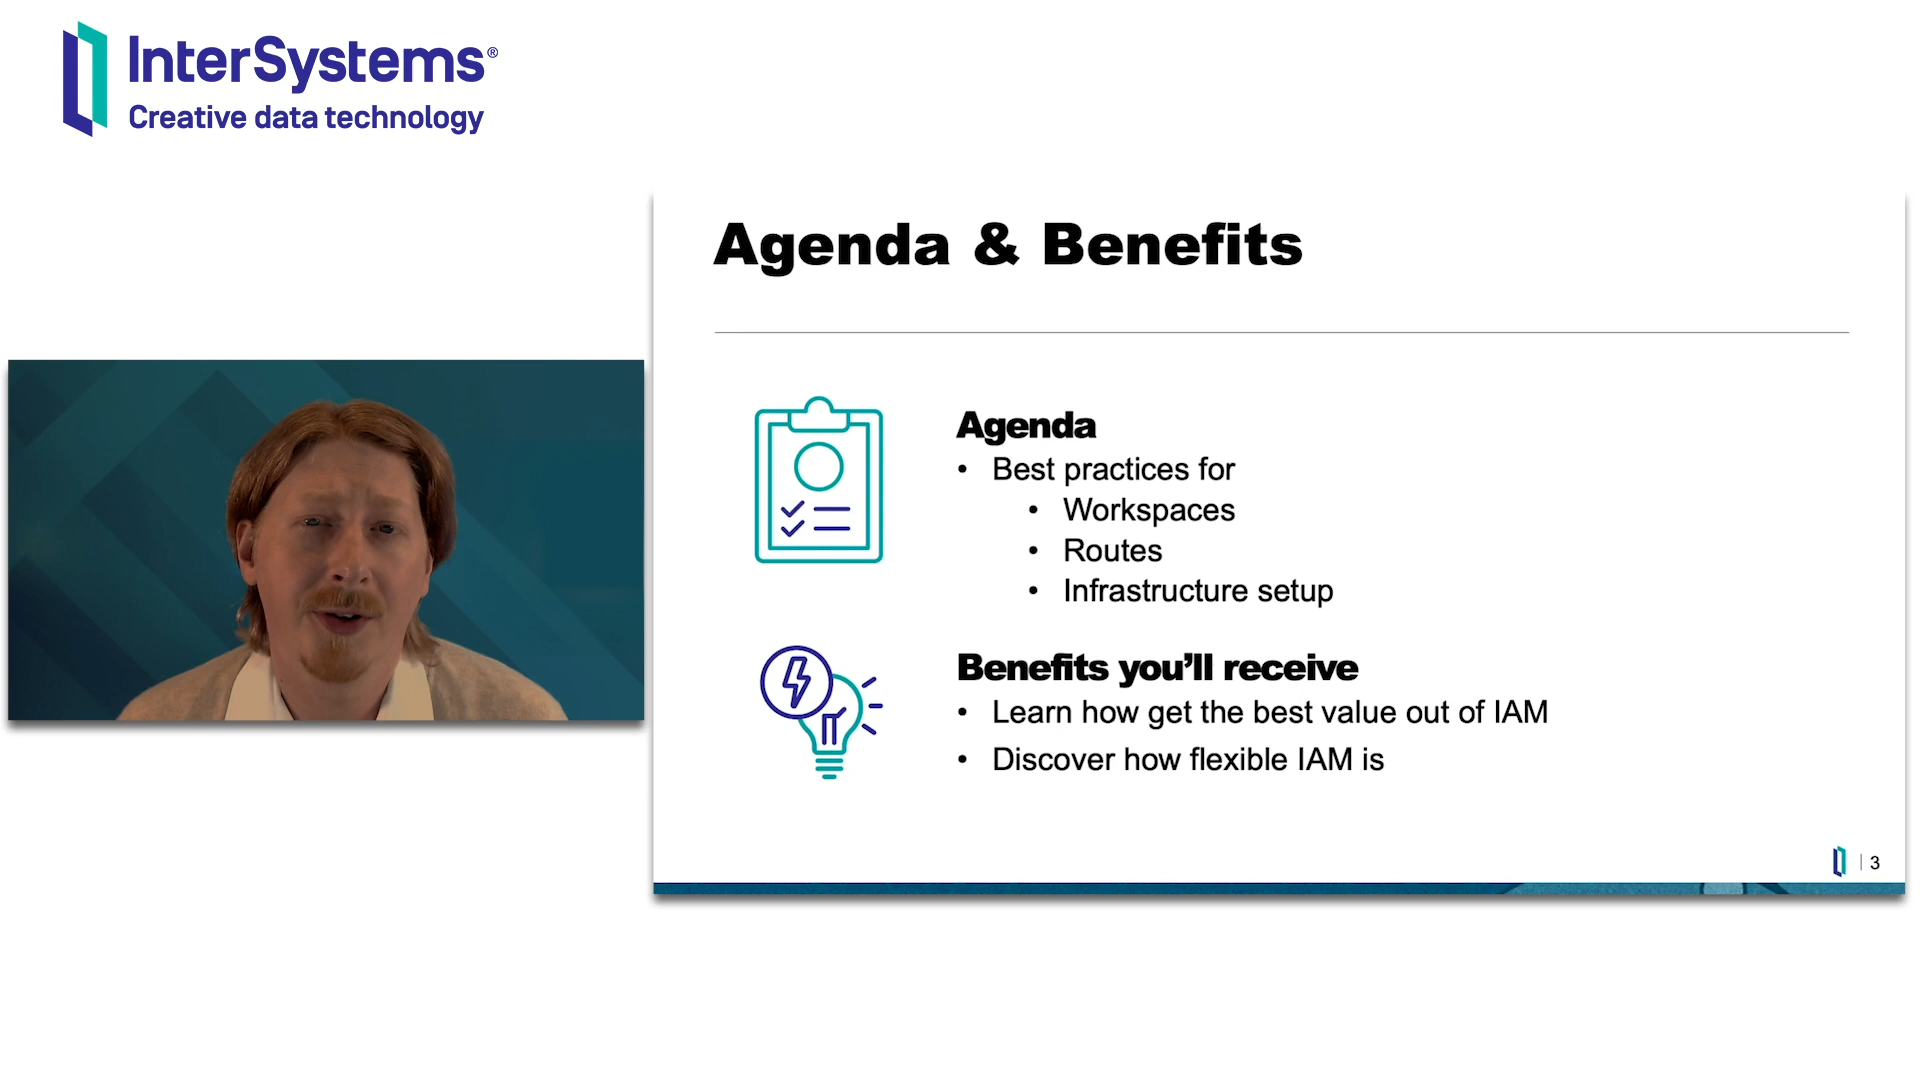 InterSystems®
Creative data technology
Agenda & Benefits
Agenda
• Best practices for
• Workspaces
• Routes
• Infrastructure setup
Benefits you’ll receive
• Learn how get the best value out of IAM
• Discover how flexible IAM is
3